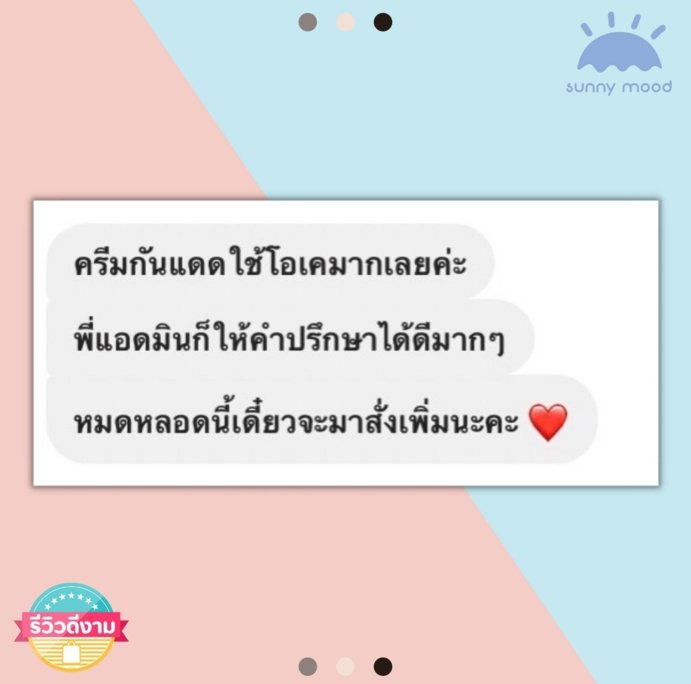 sunny mood
ครีมกันแดดใช้โอเคมากเลยค่ะ
พี่แอดมินก็ให้คำปรึกษาได้ดีมากๆ
หมดหลอดนี้เดี๋ยวจะมาสั่งเพิ่มนะคะ ❤️
รีวิวดีงาม